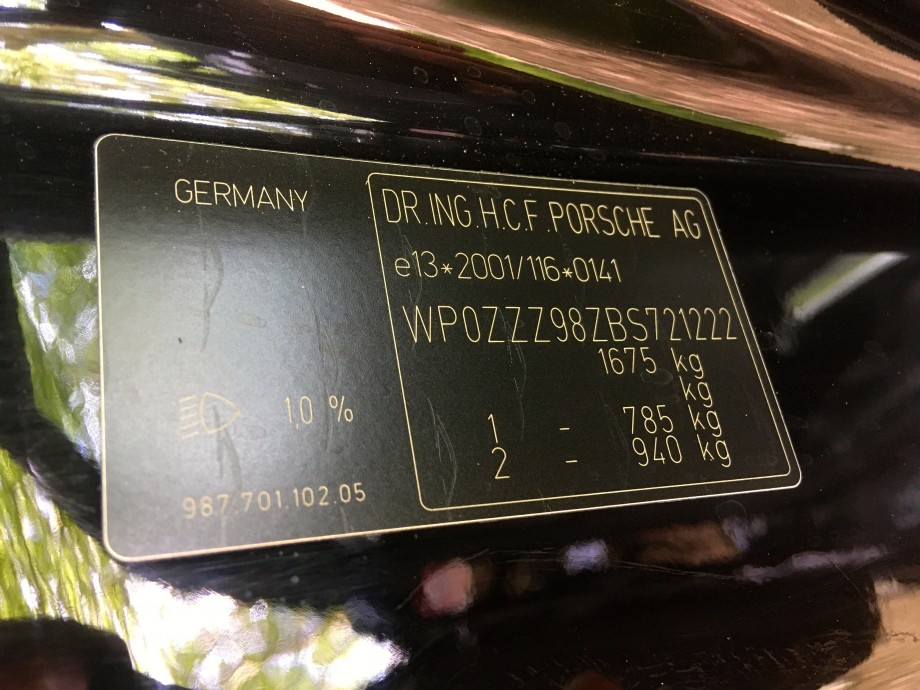 GERMANY
DR.ING.H.C.F.PORSCHE AG
e13*2001/116*0141
WP0ZZZ98ZBS721222
1675 kg
kg
1 - 785 kg
2 - 940 kg
1,0 %
987.701.102.05